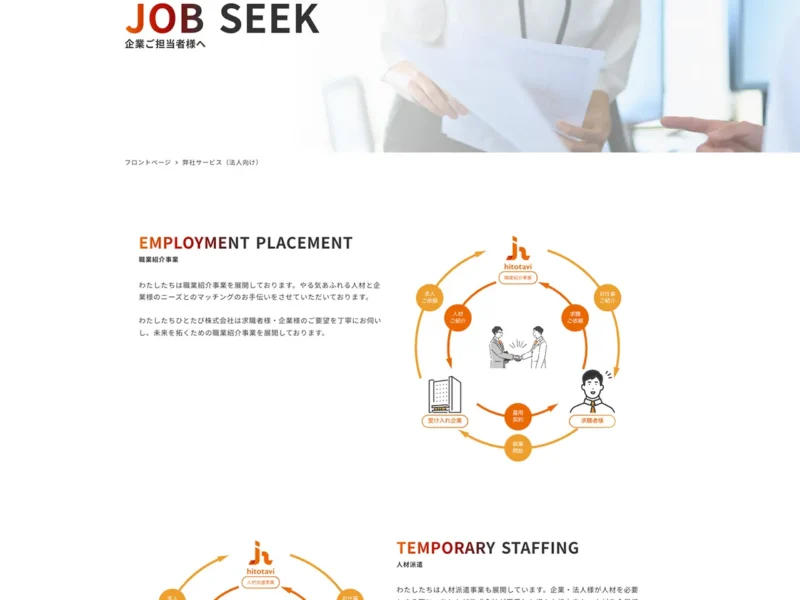 JOB SEEK
企業ご担当者様へ
フロントページ > 弊社サービス（法人向け）
EMPLOYMENT PLACEMENT
職業紹介事業
わたしたちは職業紹介事業を展開しております。やる気あふれる人材と企
業様のニーズとのマッチングのお手伝いをさせていただいております。
わたしたちひとたび株式会社は求職者様・企業様のご要望を丁寧にお伺い
し、未来を拓くための職業紹介事業を展開しております。
hitotavi
職業紹介事業
法人
ご依頼
お仕事
ご紹介
人材
ご紹介
求職
ご依頼
受け入れ企業
求職者様
雇用
契約
就業
開始
TEMPORARY STAFFING
人材派遣
わたしたちは人材派遣事業も展開しています。企業・法人様が人材を必要
hitotavi
人材派遣事業
法人
お仕事